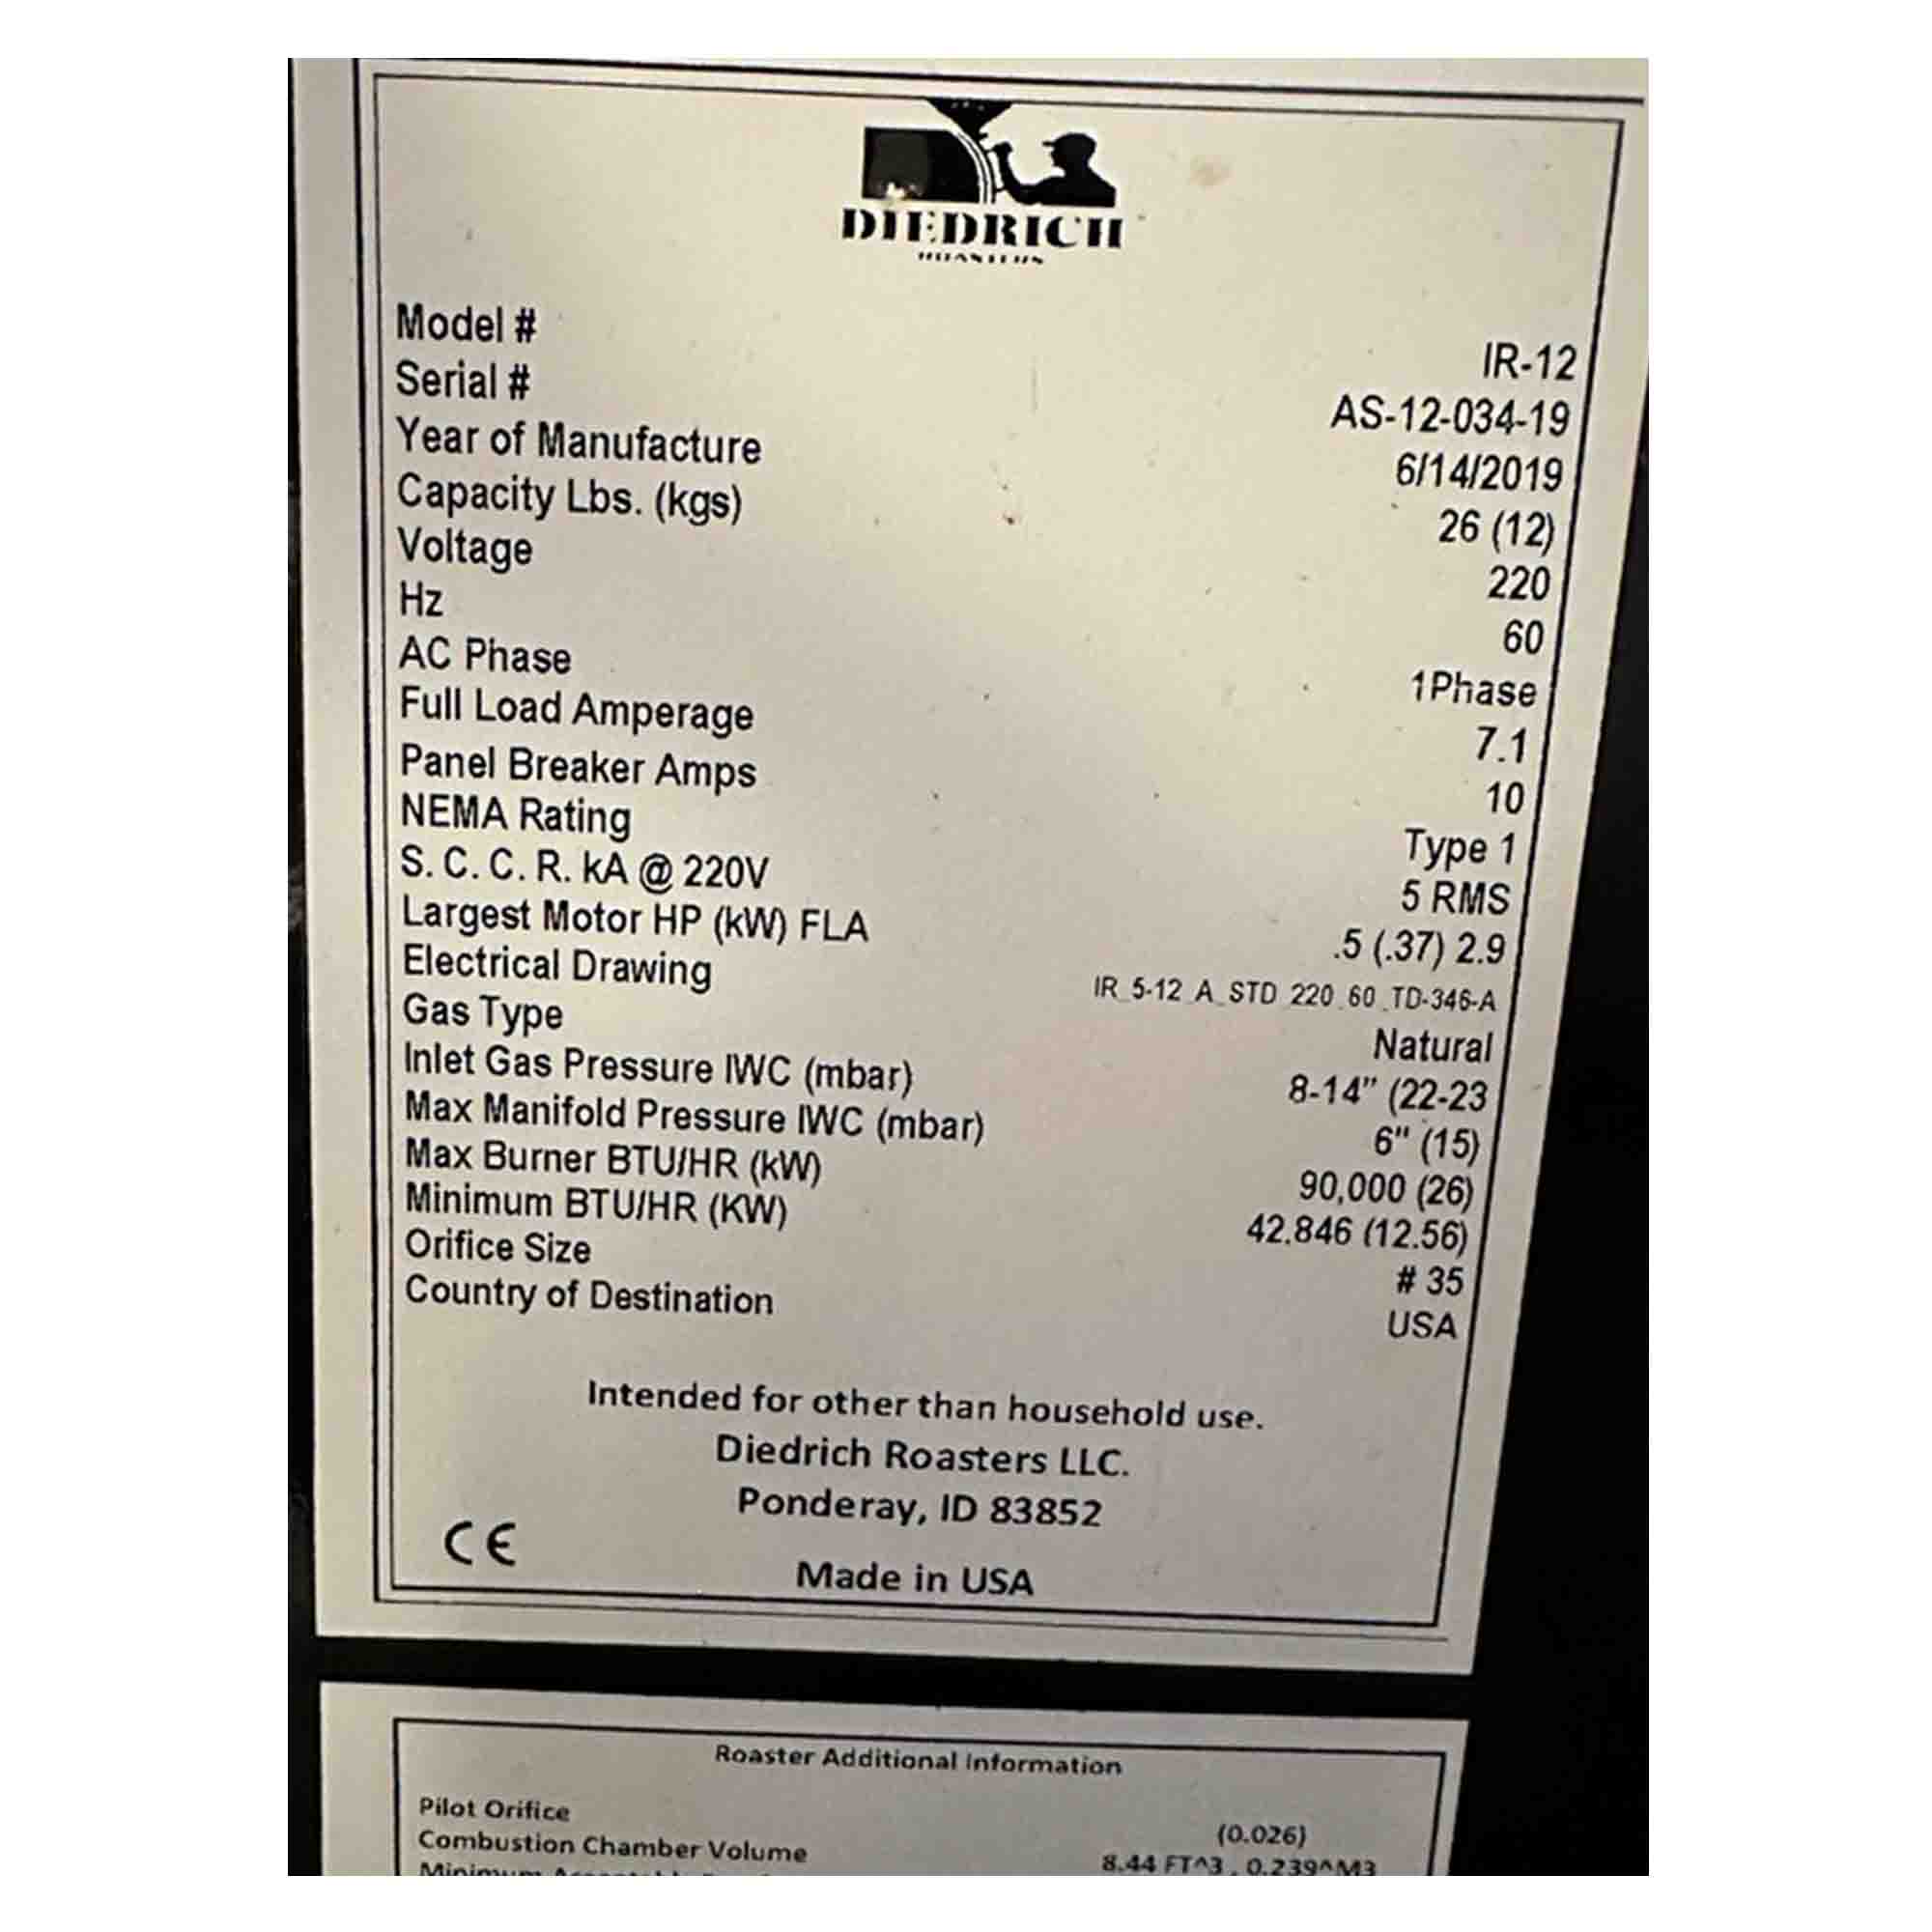 DIEDRICH
ROASTERS
Model # IR-12
Serial # AS-12-034-19
Year of Manufacture 6/14/2019
Capacity Lbs. (kgs) 26 (12)
Voltage 220
Hz 60
AC Phase 1Phase
Full Load Amperage 7.1
Panel Breaker Amps 10
NEMA Rating Type 1
S. C. C. R. kA @ 220V 5 RMS
Largest Motor HP (kW) FLA .5 (.37) 2.9
Electrical Drawing IR_5-12_A_STD_220_60_TD-346-A
Gas Type Natural
Inlet Gas Pressure IWC (mbar) 8-14" (22-23
Max Manifold Pressure IWC (mbar) 6" (15)
Max Burner BTU/HR (kW) 90,000 (26)
Minimum BTU/HR (KW) 42.846 (12.56)
Orifice Size # 35
Country of Destination USA
Intended for other than household use.
Diedrich Roasters LLC.
Ponderay, ID 83852
CE
Made in USA
Roaster Additional Information
Pilot Orifice (0.026)
Combustion Chamber Volume 8.44 FT^3 , 0.239^M3
Minimum